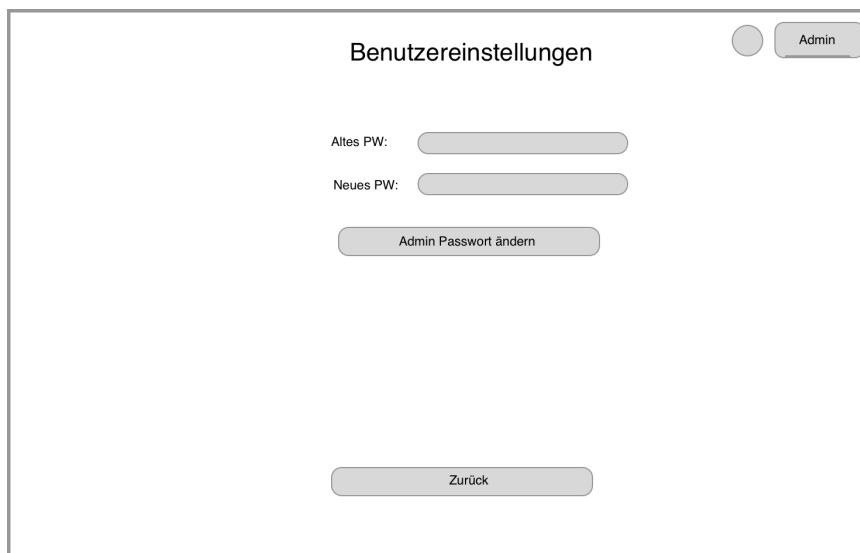 Benutzereinstellungen
Admin
Altes PW:
Neues PW:
Admin Passwort ändern
Zurück